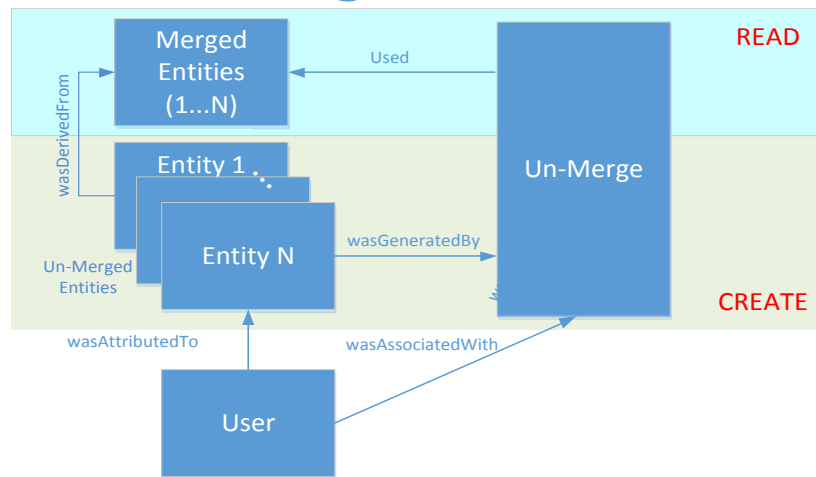 READ
Merged
Entities
(1...N)
Used
wasDerivedFrom
Entity 1
Un-Merge
Entity N
wasGeneratedBy
Un-Merged
Entities
CREATE
wasAttributedTo
wasAssociatedWith
User